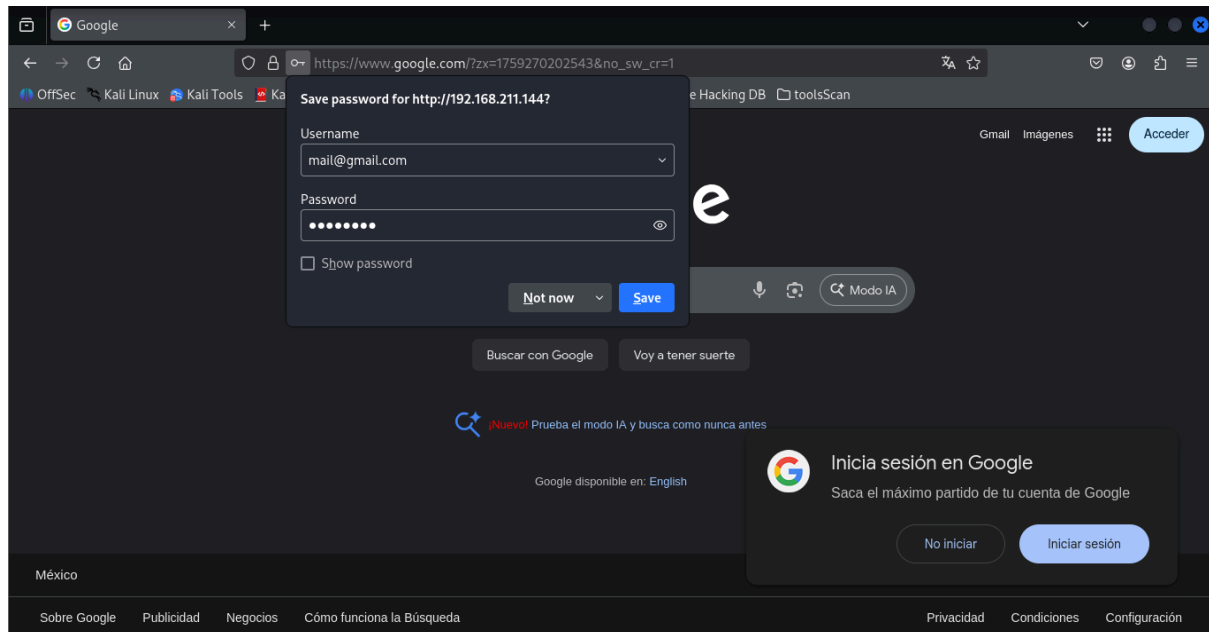 Google × +
https://www.google.com/?zx=1759270202543&no_sw_cr=1
OffSec Kali Linux Kali Tools Ka
e Hacking DB toolsScan
Save password for http://192.168.211.144?
Username
mail@gmail.com
Password
••••••••
Show password
Not now Save
Gmail Imágenes Acceder
e
Modo IA
Buscar con Google Voy a tener suerte
¡Nuevo! Prueba el modo IA y busca como nunca antes
Google disponible en: English
Inicia sesión en Google
Saca el máximo partido de tu cuenta de Google
No iniciar Iniciar sesión
México
Sobre Google Publicidad Negocios Cómo funciona la Búsqueda Privacidad Condiciones Configuración